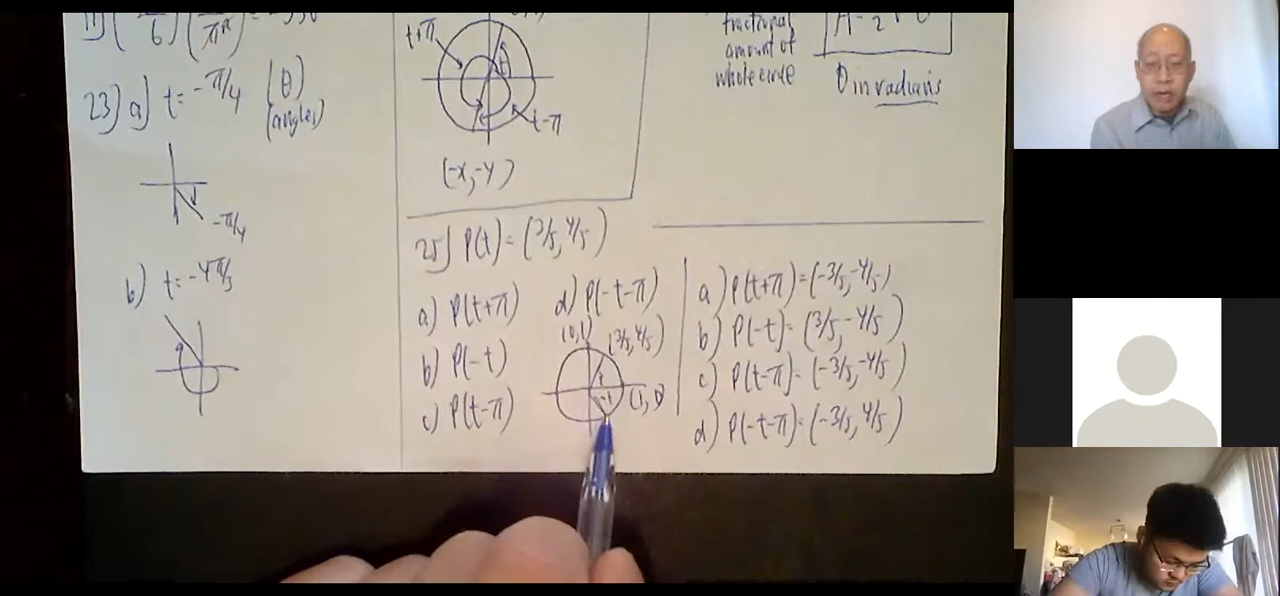 23) a) t = -π/4 (θ)
(angles)
-π/4
b) t = -4π/3
t+π
t
t-π
(-x,-y)
fractional
amount of
whole circle
θ in radians
25) P(t) = (3/5, 4/5)
a) P(t+π)
b) P(-t)
c) P(t-π)
d) P(-t-π)
(0,1)
(3/5, 4/5)
t
-t
a) P(t+π) = (-3/5, -4/5)
b) P(-t) = (3/5, -4/5)
c) P(t-π) = (-3/5, -4/5)
d) P(-t-π) = (-3/5, 4/5)